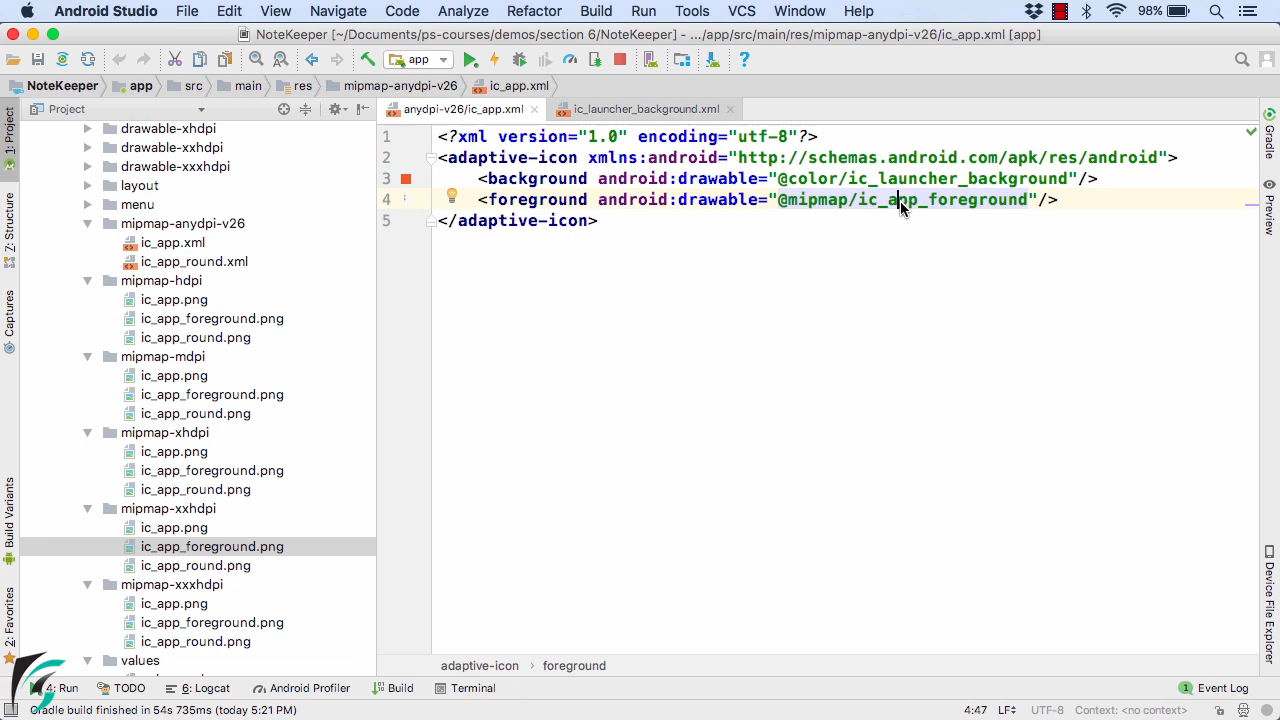 Android Studio File Edit View Navigate Code Analyze Refactor Build Run Tools VCS Window Help 98%
NoteKeeper [~/Documents/ps-courses/demos/section 6/NoteKeeper] - .../app/src/main/res/mipmap-anydpi-v26/ic_app.xml [app]
app
NoteKeeper app src main res mipmap-anydpi-v26 ic_app.xml
Project
anydpi-v26/ic_app.xml ic_launcher_background.xml
1: Project
Z: Structure
Captures
Build Variants
2: Favorites
drawable-xhdpi
drawable-xxhdpi
drawable-xxxhdpi
layout
menu
mipmap-anydpi-v26
ic_app.xml
ic_app_round.xml
mipmap-hdpi
ic_app.png
ic_app_foreground.png
ic_app_round.png
mipmap-mdpi
ic_app.png
ic_app_foreground.png
ic_app_round.png
mipmap-xhdpi
ic_app.png
ic_app_foreground.png
ic_app_round.png
mipmap-xxhdpi
ic_app.png
ic_app_foreground.png
ic_app_round.png
mipmap-xxxhdpi
ic_app.png
ic_app_foreground.png
ic_app_round.png
values
1 <?xml version="1.0" encoding="utf-8"?>
2 <adaptive-icon xmlns:android="http://schemas.android.com/apk/res/android">
3 <background android:drawable="@color/ic_launcher_background"/>
4 <foreground android:drawable="@mipmap/ic_app_foreground"/>
5 </adaptive-icon>
Gradle
Preview
Device File Explorer
adaptive-icon › foreground
4: Run TODO 6: Logcat Android Profiler Build Terminal 1 Event Log
Gradle build finished in 54s 735ms (today 5:21 PM) 4:47 LF UTF-8 Context: <no context>